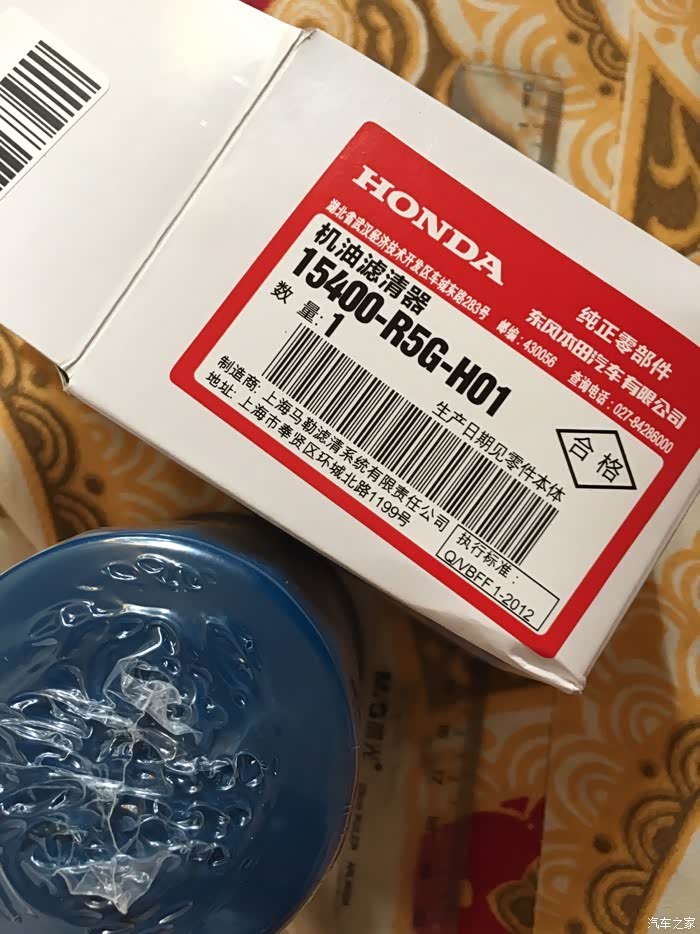 HONDA
纯正零部件
湖北省武汉经济技术开发区车城东路283号
邮编:430056
东风本田汽车有限公司
查询电话:027-84286000
机油滤清器
15400-R5G-H01
数 量:1
生产日期见零件本体
合格
制造商:上海马勒滤清系统有限责任公司
地址:上海市奉贤区环城北路1199号
执行标准:
Q/VBFF.1-2012
M&G
16
17
汽车之家